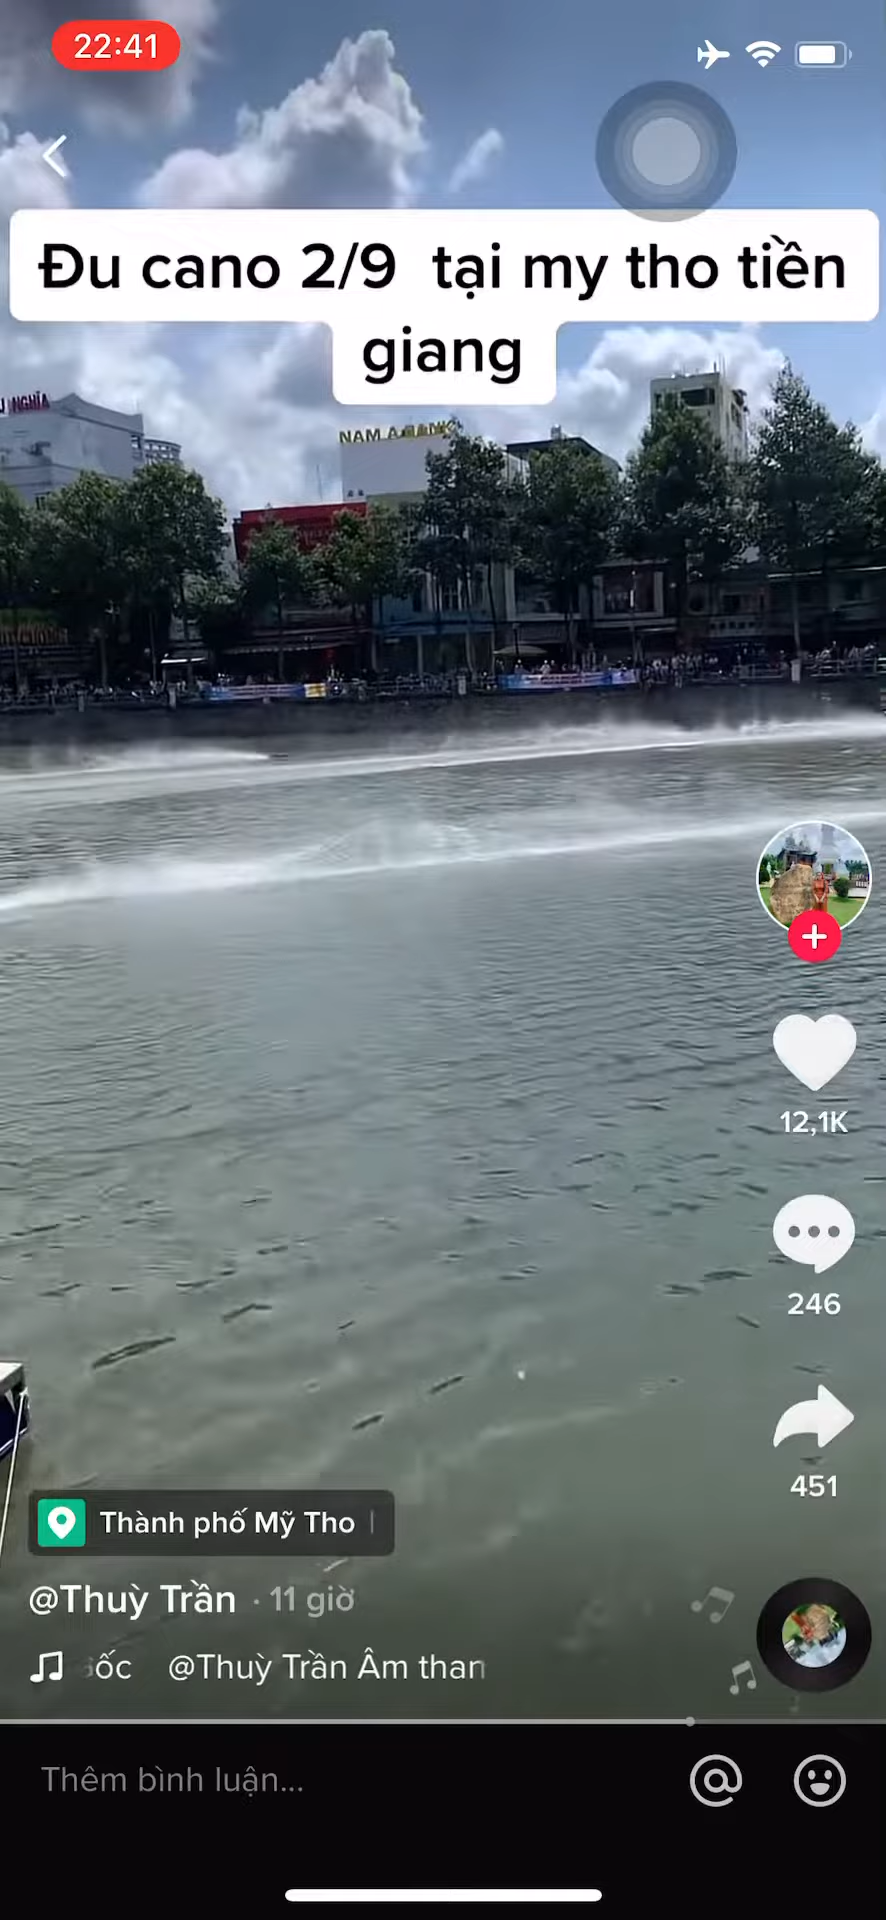 22:41
Đu cano 2/9 tại my tho tiền
giang
NGHĨA
NAM A BANK
12,1K
246
451
Thành phố Mỹ Tho
@Thuỳ Trần · 11 giờ
ốc @Thuỳ Trần Âm than
Thêm bình luận...